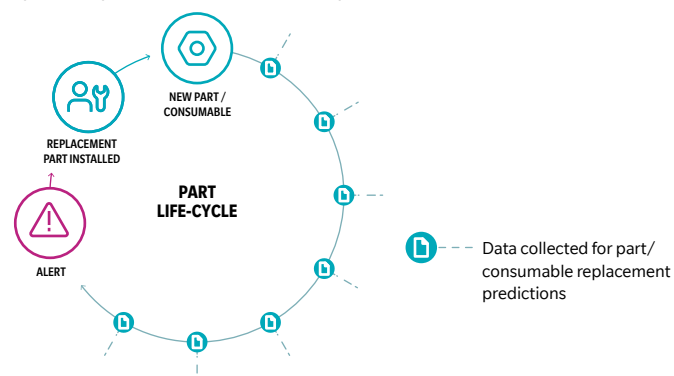 NEW PART /
CONSUMABLE
REPLACEMENT
PART INSTALLED
PART
LIFE-CYCLE
ALERT
Data collected for part/
consumable replacement
predictions